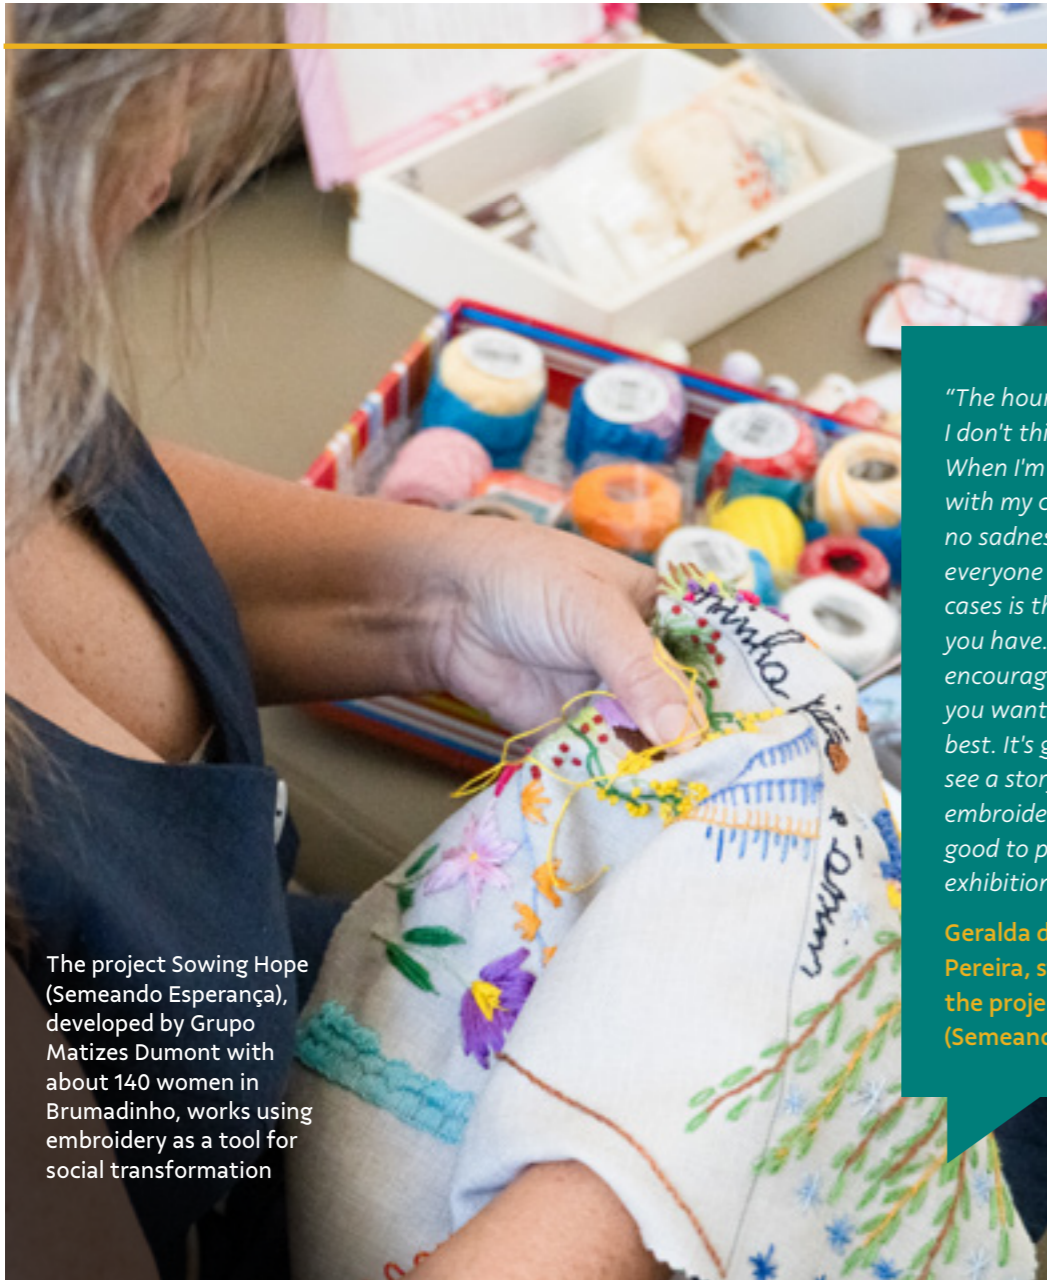 The project Sowing Hope
(Semeando Esperança),
developed by Grupo
Matizes Dumont with
about 140 women in
Brumadinho, works using
embroidery as a tool for
social transformation
minha
é assim
“The hour
I don't thi
When I'm
with my c
no sadnes
everyone
cases is th
you have.
encourag
you want
best. It's g
see a stor
embroide
good to p
exhibition
Geralda d
Pereira, s
the proje
(Semeand